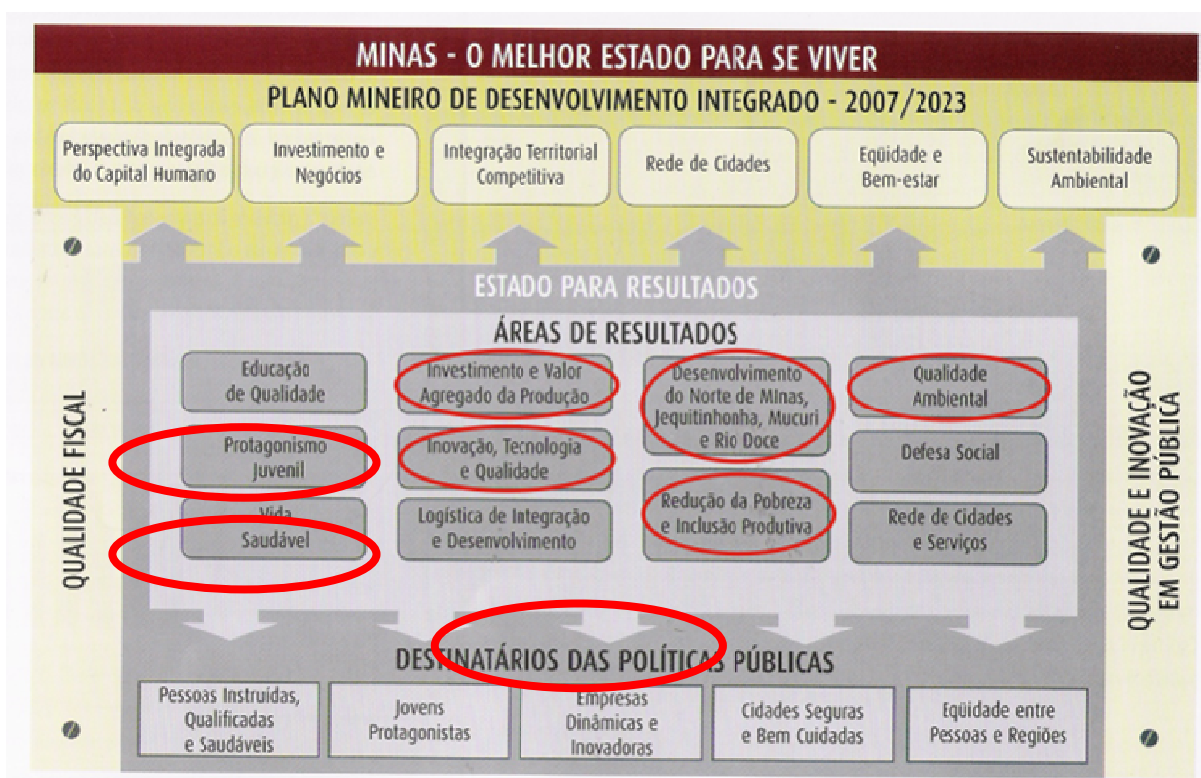 MINAS - O MELHOR ESTADO PARA SE VIVER
PLANO MINEIRO DE DESENVOLVIMENTO INTEGRADO - 2007/2023
Perspectiva Integrada
do Capital Humano
Investimento e
Negócios
Integração Territorial
Competitiva
Rede de Cidades
Eqüidade e
Bem-estar
Sustentabilidade
Ambiental
ESTADO PARA RESULTADOS
ÁREAS DE RESULTADOS
Educação
de Qualidade
Investimento e Valor
Agregado da Produção
Desenvolvimento
do Norte de Minas,
Jequitinhonha, Mucuri
e Rio Doce
Qualidade
Ambiental
Protagonismo
Juvenil
Inovação, Tecnologia
e Qualidade
Defesa Social
Vida
Saudável
Logística de Integração
e Desenvolvimento
Redução da Pobreza
e Inclusão Produtiva
Rede de Cidades
e Serviços
QUALIDADE FISCAL
QUALIDADE E INOVAÇÃO
EM GESTÃO PÚBLICA
DESTINATÁRIOS DAS POLÍTICAS PÚBLICAS
Pessoas Instruídas,
Qualificadas
e Saudáveis
Jovens
Protagonistas
Empresas
Dinâmicas e
Inovadoras
Cidades Seguras
e Bem Cuidadas
Eqüidade entre
Pessoas e Regiões